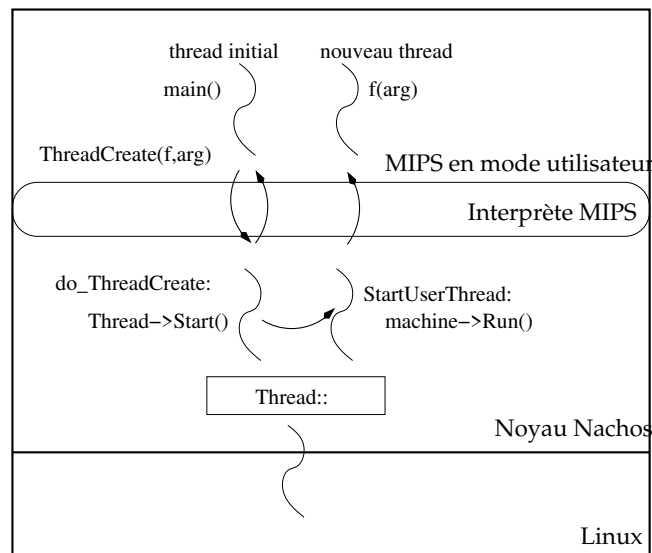 thread initial
nouveau thread
main()
f(arg)
ThreadCreate(f,arg)
MIPS en mode utilisateur
Interprète MIPS
do_ThreadCreate:
StartUserThread:
Thread->Start()
machine->Run()
Thread::
Noyau Nachos
Linux